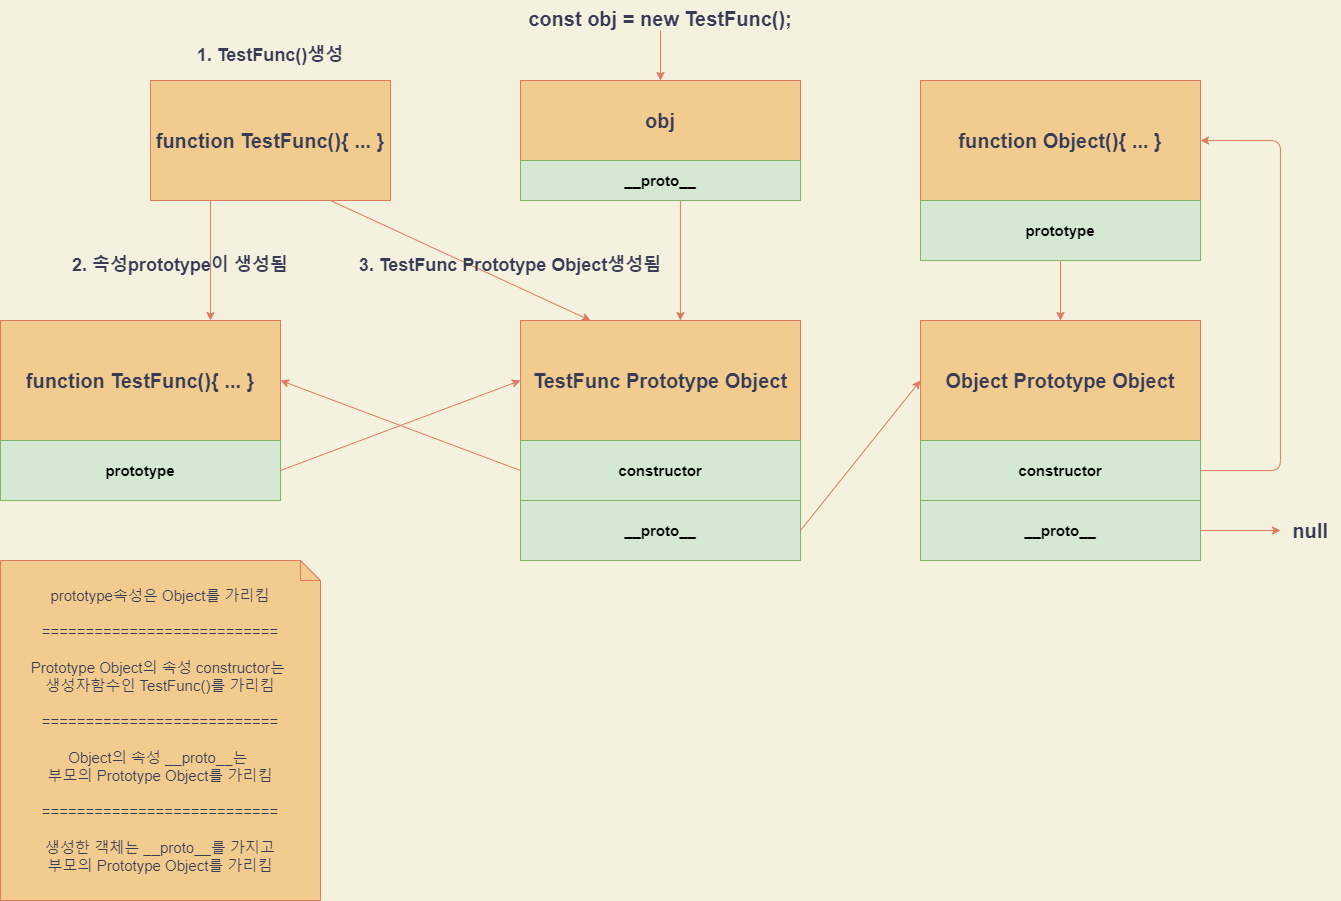 const obj = new TestFunc();
1. TestFunc()생성
function TestFunc(){ ... }
obj
__proto__
function Object(){ ... }
prototype
2. 속성prototype이 생성됨
3. TestFunc Prototype Object생성됨
function TestFunc(){ ... }
prototype
TestFunc Prototype Object
constructor
__proto__
Object Prototype Object
constructor
__proto__
null
prototype속성은 Object를 가리킴
===========================
Prototype Object의 속성 constructor는
생성자함수인 TestFunc()를 가리킴
===========================
Object의 속성 __proto__는
부모의 Prototype Object를 가리킴
===========================
생성한 객체는 __proto__를 가지고
부모의 Prototype Object를 가리킴